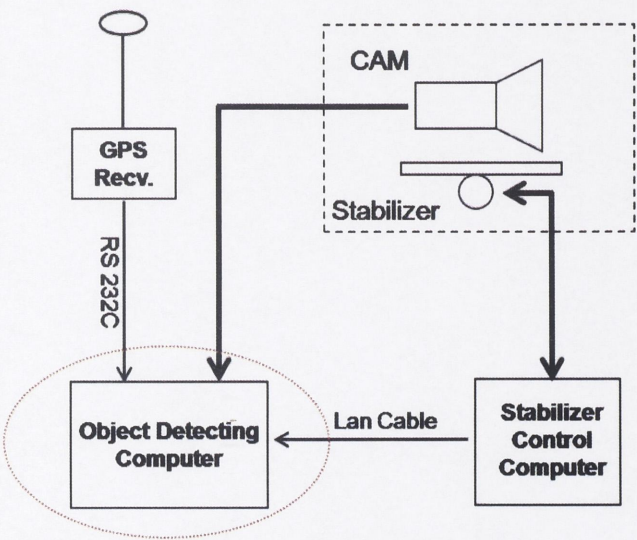 CAM
GPS
Recv.
Stabilizer
RS 232C
Object Detecting
Computer
Lan Cable
Stabilizer
Control
Computer